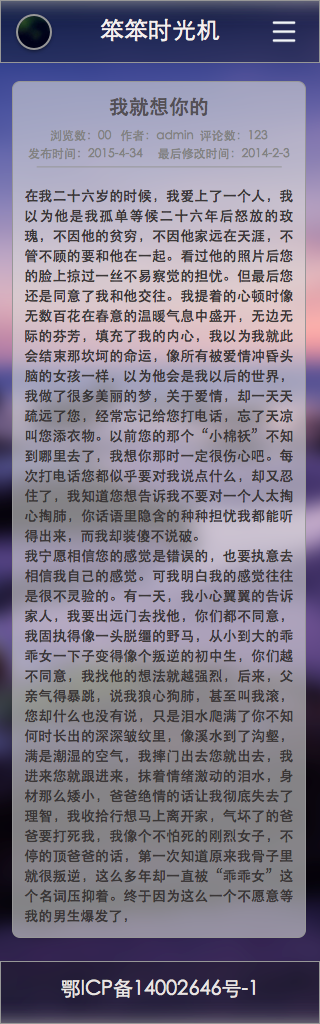 笨笨时光机
我就想你的
浏览数：00 作者：admin 评论数：123
发布时间：2015-4-34 最后修改时间：2014-2-3
在我二十六岁的时候，我爱上了一个人，我
以为他是我孤单等候二十六年后怒放的玫
瑰，不因他的贫穷，不因他家远在天涯，不
管不顾的要和他在一起。看过他的照片后您
的脸上掠过一丝不易察觉的担忧。但最后您
还是同意了我和他交往。我提着的心顿时像
无数百花在春意的温暖气息中盛开，无边无
际的芬芳，填充了我的内心，我以为我就此
会结束那坎坷的命运，像所有被爱情冲昏头
脑的女孩一样，以为他会是我以后的世界，
我做了很多美丽的梦，关于爱情，却一天天
疏远了您，经常忘记给您打电话，忘了天凉
叫您添衣物。以前您的那个“小棉袄”不知
到哪里去了，我想你那时一定很伤心吧。每
次打电话您都似乎要对我说点什么，却又忍
住了，我知道您想告诉我不要对一个人太掏
心掏肺，你话语里隐含的种种担忧我都能听
得出来，而我却装傻不说破。
我宁愿相信您的感觉是错误的，也要执意去
相信我自己的感觉。可我明白我的感觉往往
是很不灵验的。有一天，我小心翼翼的告诉
家人，我要出远门去找他，你们都不同意，
我固执得像一头脱缰的野马，从小到大的乖
乖女一下子变得像个叛逆的初中生，你们越
不同意，我找他的想法就越强烈，后来，父
亲气得暴跳，说我狼心狗肺，甚至叫我滚，
您却什么也没有说，只是泪水爬满了你不知
何时长出的深深皱纹里，像溪水到了沟壑，
满是潮湿的空气，我摔门出去您就出去，我
进来您就跟进来，抹着情绪激动的泪水，身
材那么矮小，爸爸绝情的话让我彻底失去了
理智，我收拾行想马上离开家，气坏了的爸
爸要打死我，我像个不怕死的刚烈女子，不
停的顶爸爸的话，第一次知道原来我骨子里
就很叛逆，这么多年却一直被“乖乖女”这
个名词压抑着。终于因为这么一个不愿意等
我的男生爆发了，
鄂ICP备14002646号-1